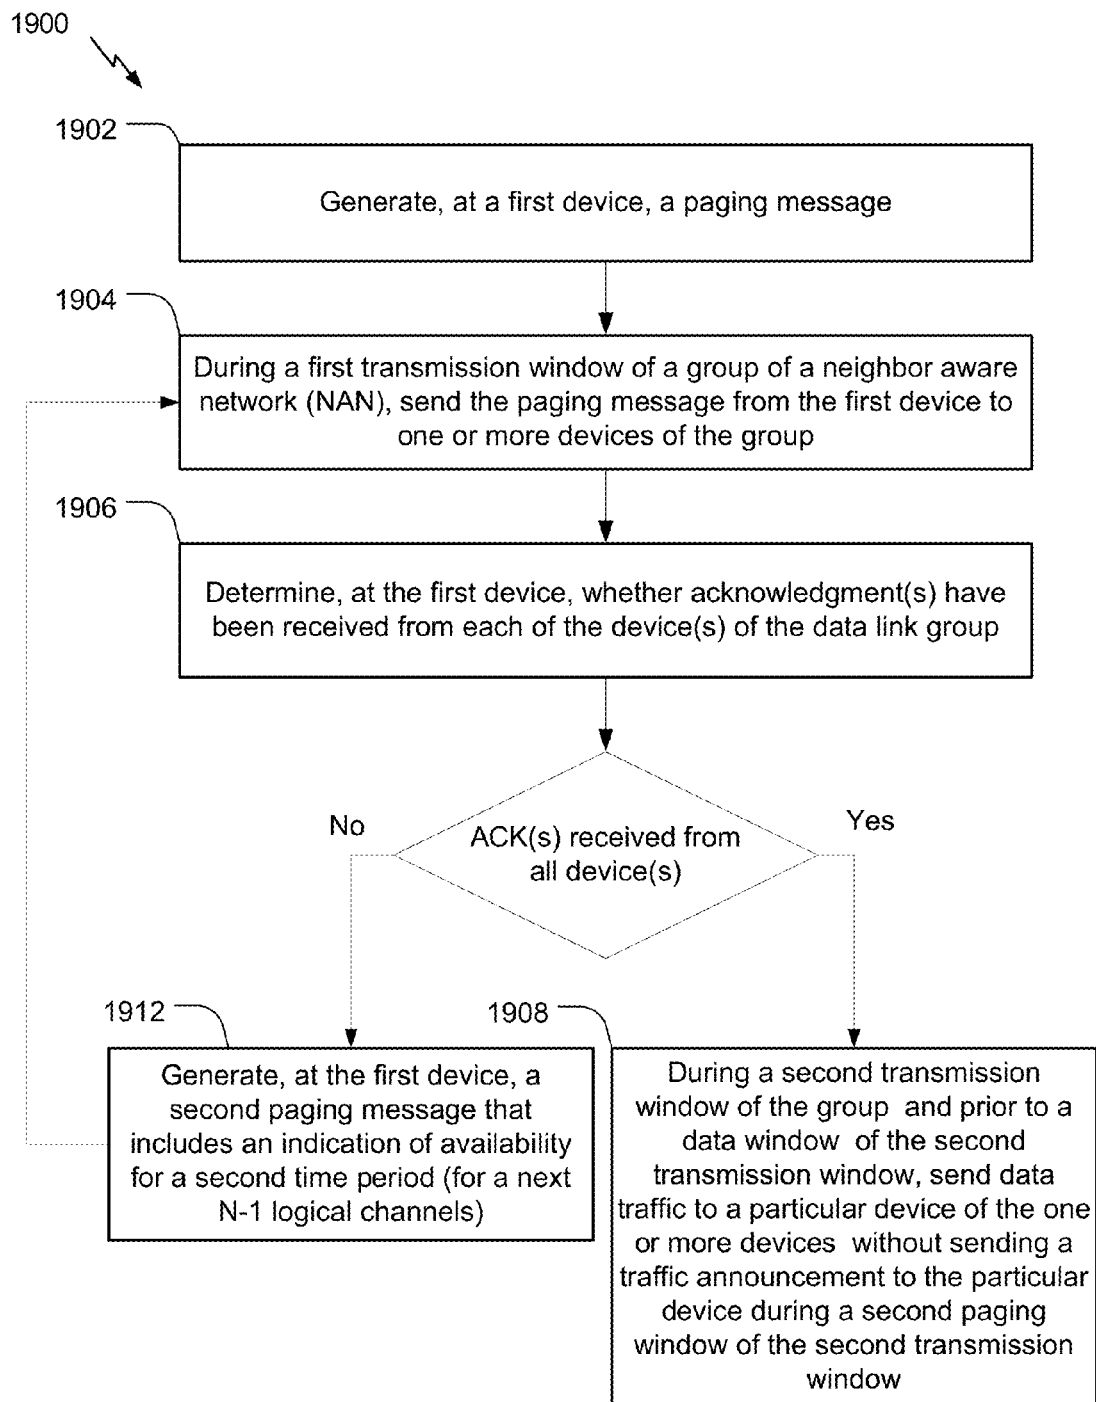 1900
1902
Generate, at a first device, a paging message
1904
During a first transmission window of a group of a neighbor aware
network (NAN), send the paging message from the first device to
one or more devices of the group
1906
Determine, at the first device, whether acknowledgment(s) have
been received from each of the device(s) of the data link group
No
Yes
ACK(s) received from
all device(s)
1912
Generate, at the first device, a
second paging message that
includes an indication of availability
for a second time period (for a next
N-1 logical channels)
1908
During a second transmission
window of the group and prior to a
data window of the second
transmission window, send data
traffic to a particular device of the one
or more devices without sending a
traffic announcement to the particular
device during a second paging
window of the second transmission
window